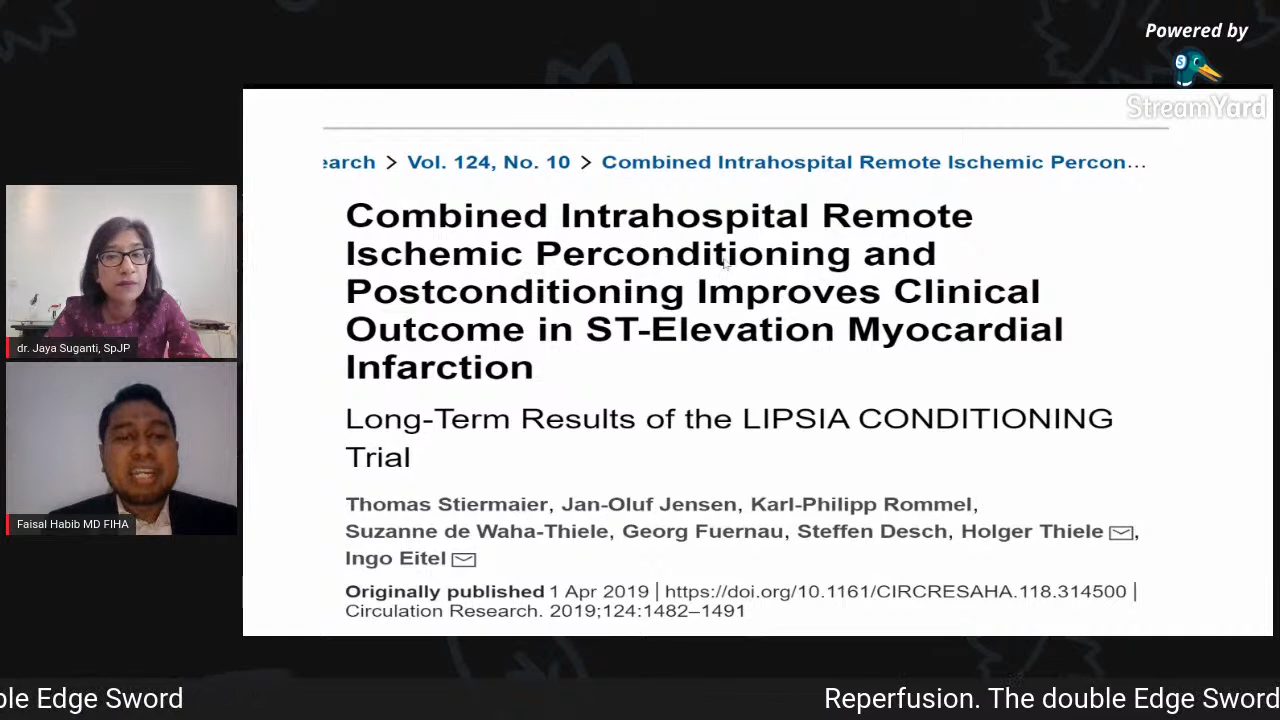 Powered by
StreamYard
earch > Vol. 124, No. 10 > Combined Intrahospital Remote Ischemic Percon...
Combined Intrahospital Remote
Ischemic Perconditioning and
Postconditioning Improves Clinical
Outcome in ST-Elevation Myocardial
Infarction
Long-Term Results of the LIPSIA CONDITIONING
Trial
Thomas Stiermaier, Jan-Oluf Jensen, Karl-Philipp Rommel,
Suzanne de Waha-Thiele, Georg Fuernau, Steffen Desch, Holger Thiele,
Ingo Eitel
Originally published 1 Apr 2019 | https://doi.org/10.1161/CIRCRESAHA.118.314500 |
Circulation Research. 2019;124:1482–1491
dr. Jaya Suganti, SpJP
Faisal Habib MD FIHA
ble Edge Sword
Reperfusion. The double Edge Sword